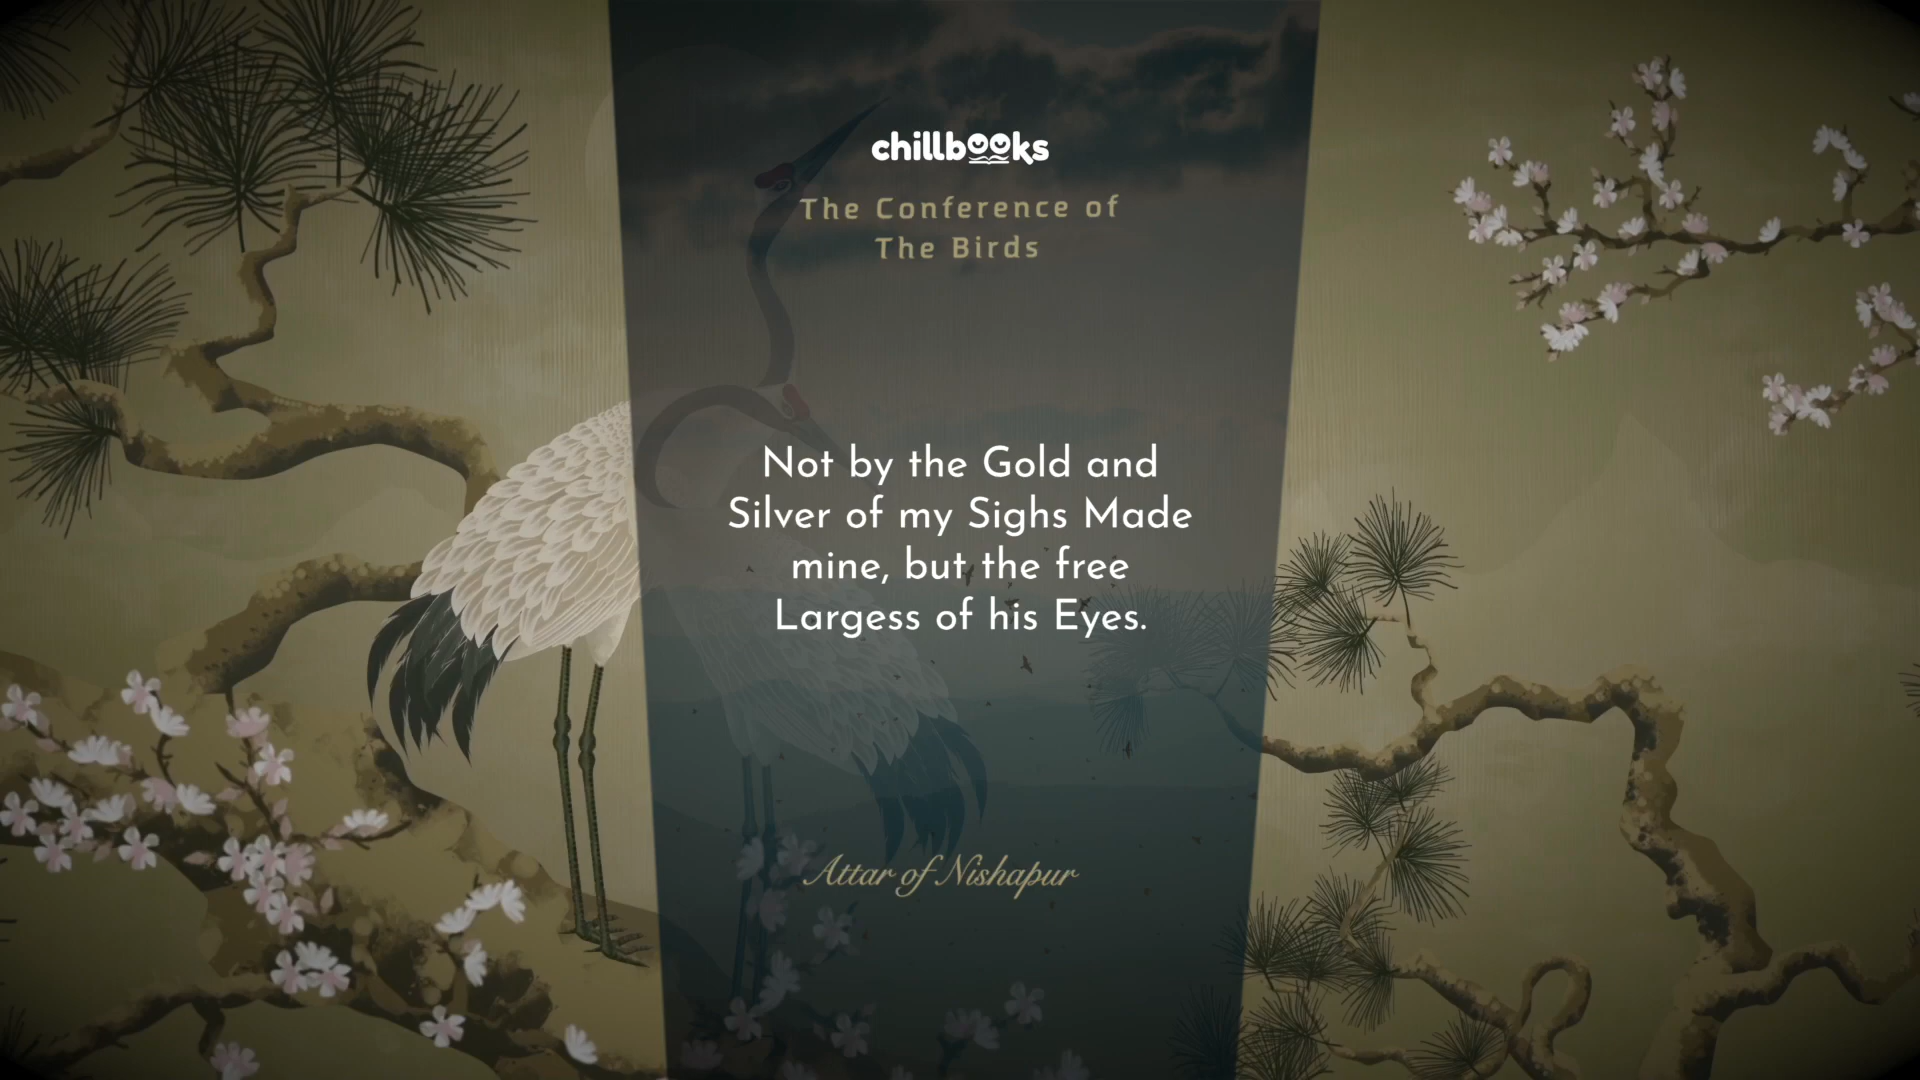 chillbooks
The Conference of
The Birds
Not by the Gold and
Silver of my Sighs Made
mine, but the free
Largess of his Eyes.
Attar of Nishapur